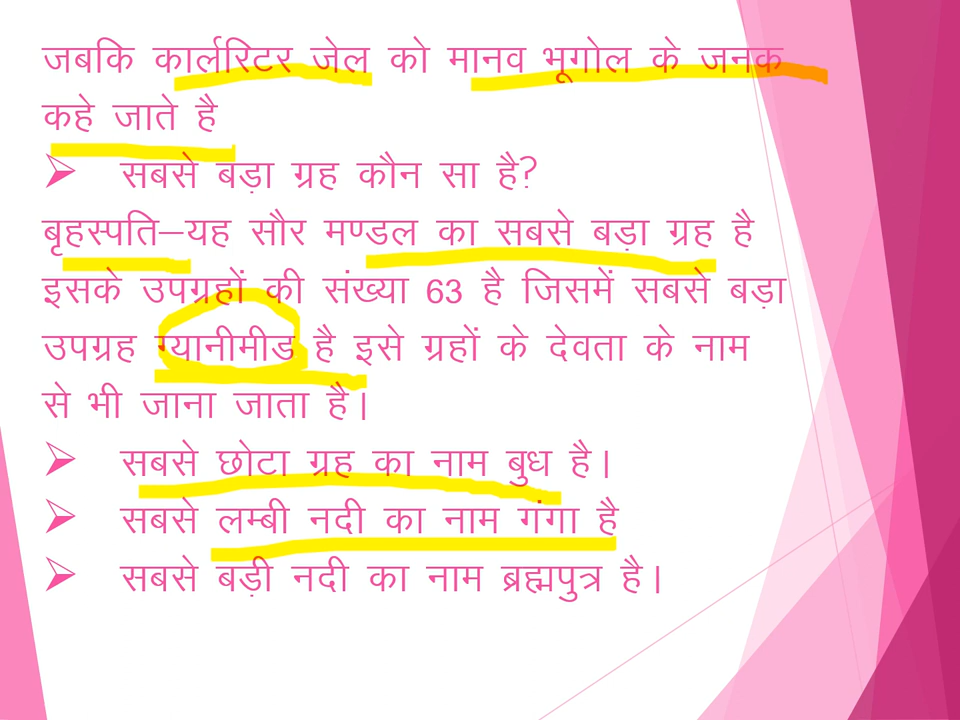 जबकि कार्लरिटर जेल को मानव भूगोल के जनक
कहे जाते है
➢ सबसे बड़ा ग्रह कौन सा है?
बृहस्पति–यह सौर मण्डल का सबसे बड़ा ग्रह है
इसके उपग्रहों की संख्या 63 है जिसमें सबसे बड़ा
उपग्रह ग्यानीमीड है इसे ग्रहों के देवता के नाम
से भी जाना जाता है।
➢ सबसे छोटा ग्रह का नाम बुध है।
➢ सबसे लम्बी नदी का नाम गंगा है
➢ सबसे बड़ी नदी का नाम ब्रह्मपुत्र है।